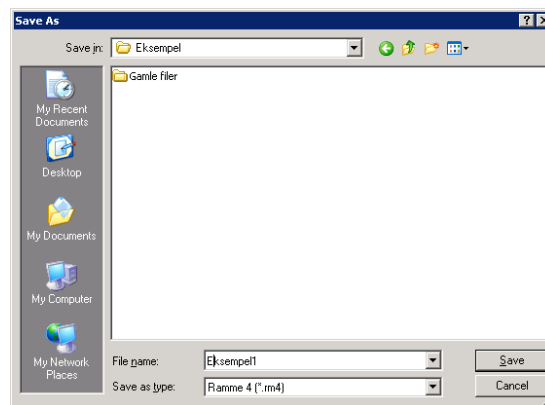 Save As
Save in:
Eksempel
Gamle filer
My Recent
Documents
Desktop
My Documents
My Computer
My Network
Places
File name:
Eksempel1
Save
Save as type:
Ramme 4 (*.rm4)
Cancel